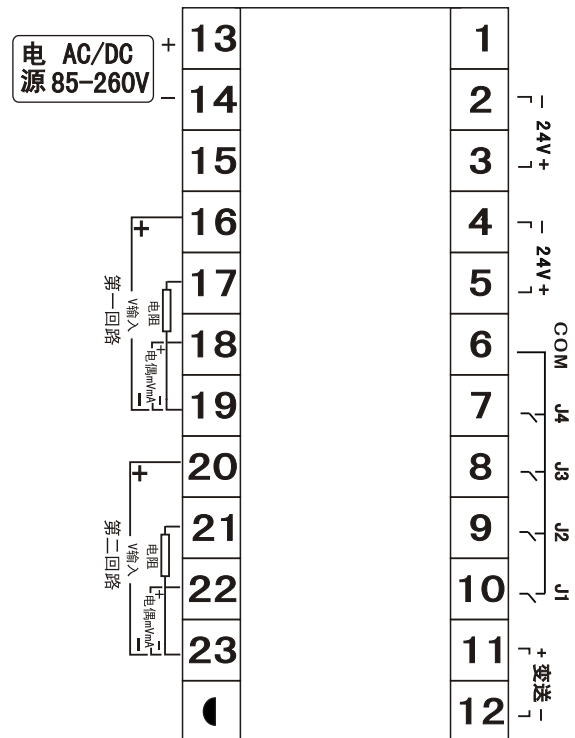 电 AC/DC
源 85-260V
+
−
13
14
15
16
17
18
19
20
21
22
23
+
第一回路
V输入
电阻
+
电偶mVmA
−
−
+
第二回路
V输入
电阻
+
电偶mVmA
−
−
1
2
3
4
5
6
7
8
9
10
11
12
− 24V +
− 24V +
COM
J4
J3
J2
J1
+ 变送 −